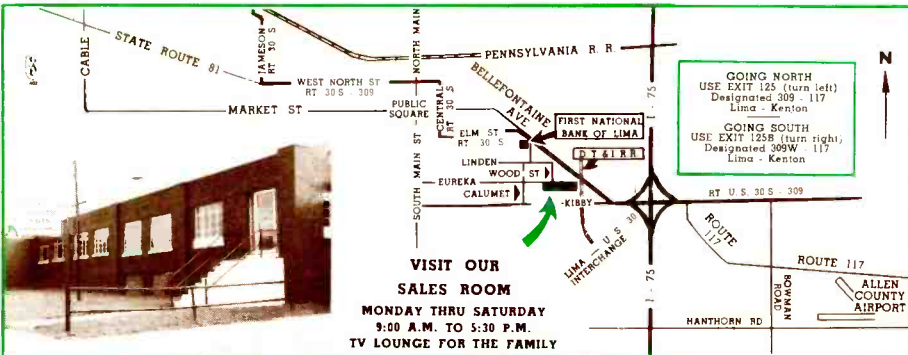 STATE ROUTE 81
CABLE
JAMESON
RT 30 S
NORTH MAIN
PENNSYLVANIA R. R.
WEST NORTH ST
RT 30 S - 309
MARKET ST
PUBLIC
SQUARE
CENTRAL
RT 30 S
BELLEFONTAINE
AVE
FIRST NATIONAL
BANK OF LIMA
ELM ST
RT 30 S
D T & I RR
LINDEN
WOOD ST
EUREKA
CALUMET
KIBBY
SOUTH MAIN ST
I - 75
GOING NORTH
USE EXIT 125 (turn left)
Designated 309 - 117
Lima - Kenton
GOING SOUTH
USE EXIT 125B (turn right)
Designated 309W - 117
Lima - Kenton
N
RT U.S. 30S - 309
LIMA - U S 30
INTERCHANGE
I - 75
ROUTE
117
ROUTE 117
BOWMAN
ROAD
ALLEN
COUNTY
AIRPORT
HANTHORN RD
VISIT OUR
SALES ROOM
MONDAY THRU SATURDAY
9:00 A.M. TO 5:30 P.M.
TV LOUNGE FOR THE FAMILY